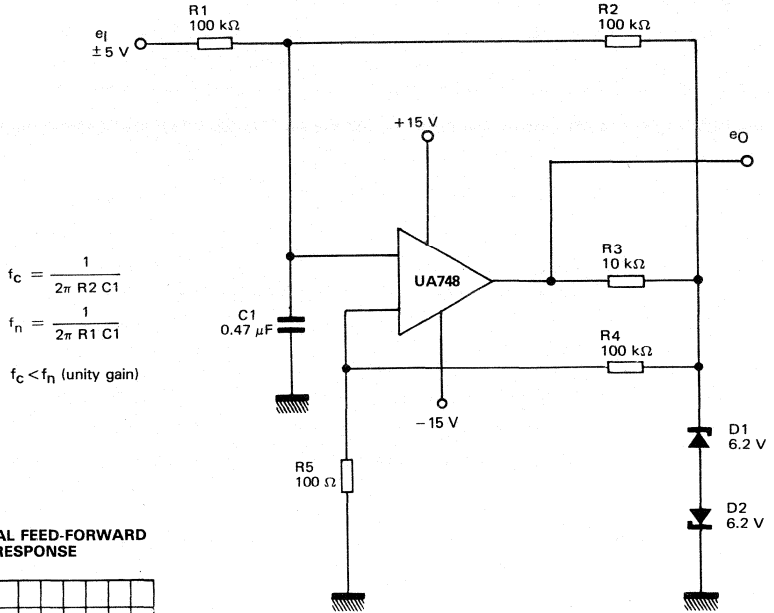 R1
100 kΩ
R2
100 kΩ
eI
±5 V
+15 V
eO
fc = 1 / 2π R2 C1
fn = 1 / 2π R1 C1
fc < fn (unity gain)
UA748
R3
10 kΩ
C1
0.47 μF
R4
100 kΩ
−15 V
D1
6.2 V
R5
100 Ω
D2
6.2 V
AL FEED-FORWARD
RESPONSE